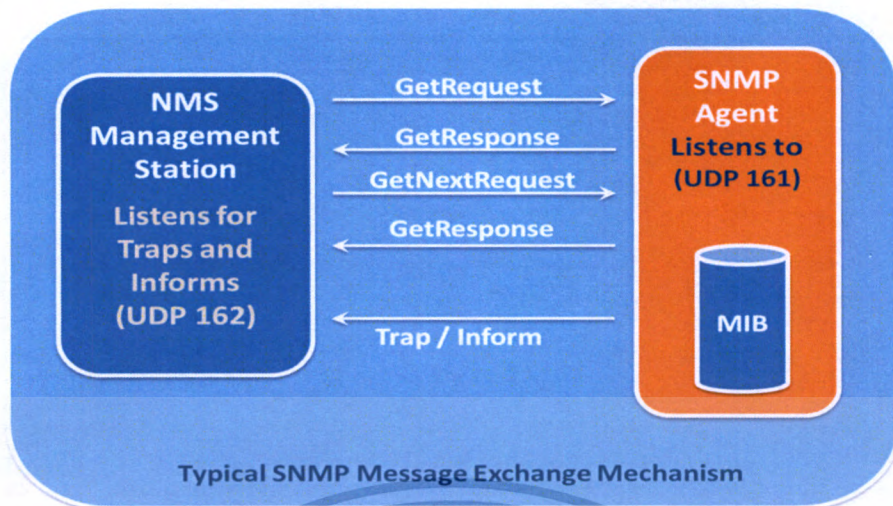 NMS
Management
Station
Listens for
Traps and
Informs
(UDP 162)
GetRequest
GetResponse
GetNextRequest
GetResponse
Trap / Inform
SNMP
Agent
Listens to
(UDP 161)
MIB
Typical SNMP Message Exchange Mechanism